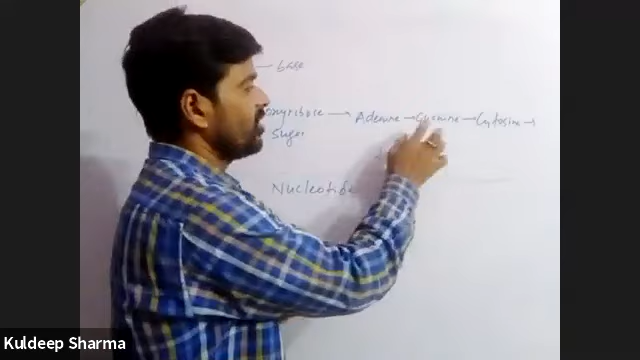 — base
oxyribose → Adenine → Guanine → Cytosine →
sugar
Nucleotide
Kuldeep Sharma